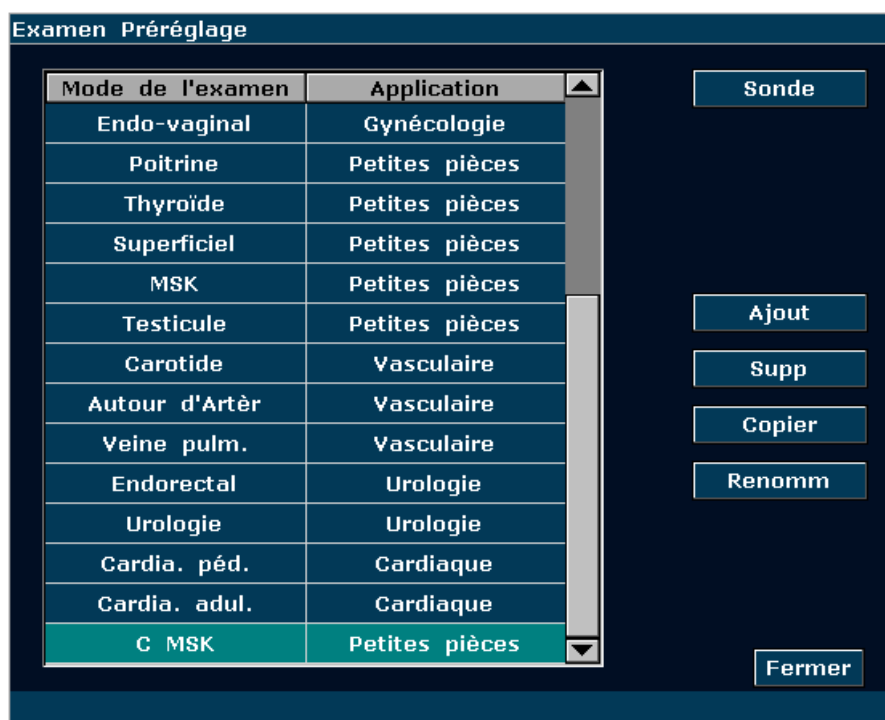 Examen Préréglage
Mode de l'examen Application
Endo-vaginal Gynécologie
Poitrine Petites pièces
Thyroïde Petites pièces
Superficiel Petites pièces
MSK Petites pièces
Testicule Petites pièces
Carotide Vasculaire
Autour d'Artèr Vasculaire
Veine pulm. Vasculaire
Endorectal Urologie
Urologie Urologie
Cardia. péd. Cardiaque
Cardia. adul. Cardiaque
C MSK Petites pièces
Sonde
Ajout
Supp
Copier
Renomm
Fermer